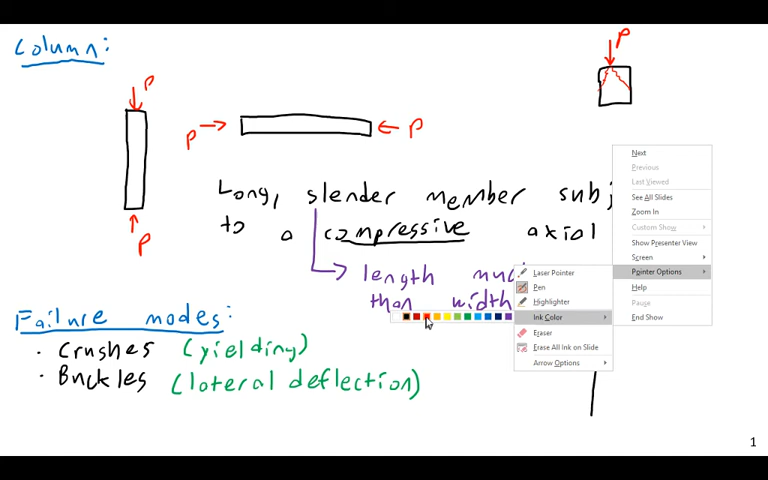 Column:
P
P
P
P
P
Long, slender member subj
to a compressive axial
length muc
than width
Failure modes:
• Crushes (yielding)
• Buckles (lateral deflection)
Next
Previous
Last Viewed
See All Slides
Zoom In
Custom Show
Show Presenter View
Screen
Pointer Options
Help
Pause
End Show
Laser Pointer
Pen
Highlighter
Ink Color
Eraser
Erase All Ink on Slide
Arrow Options
1